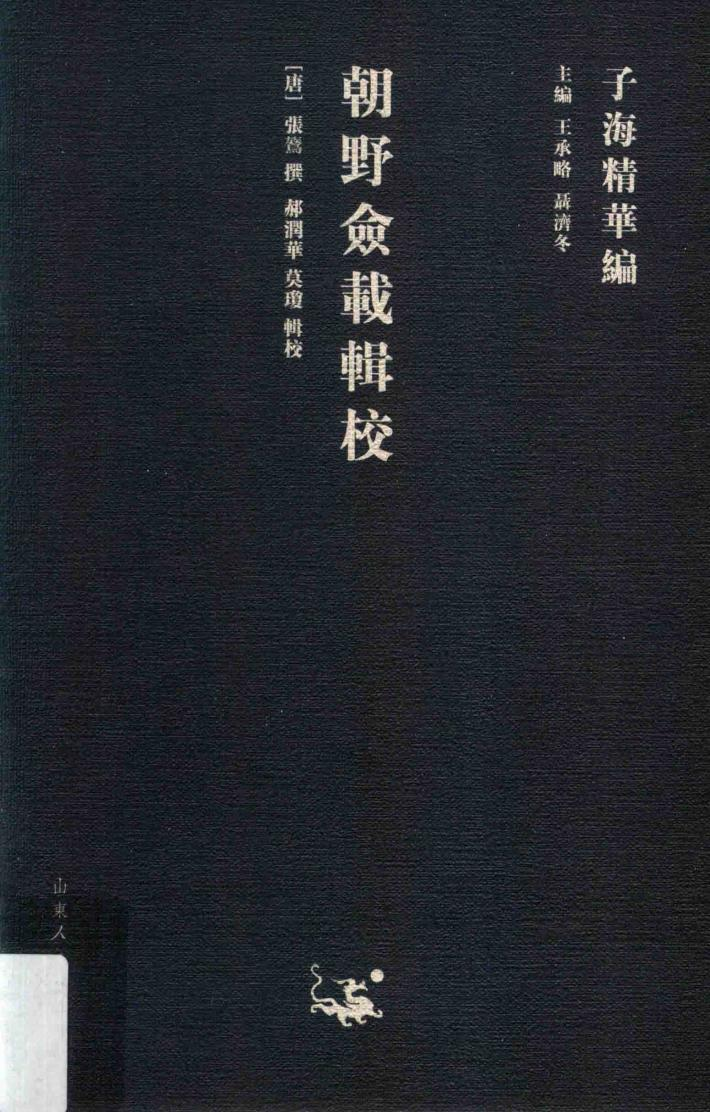 子海精華編
主編 王承略 聶濟冬
朝野僉載輯校
［唐］張鷟 撰 郝潤華 莫瓊 輯校
山東人